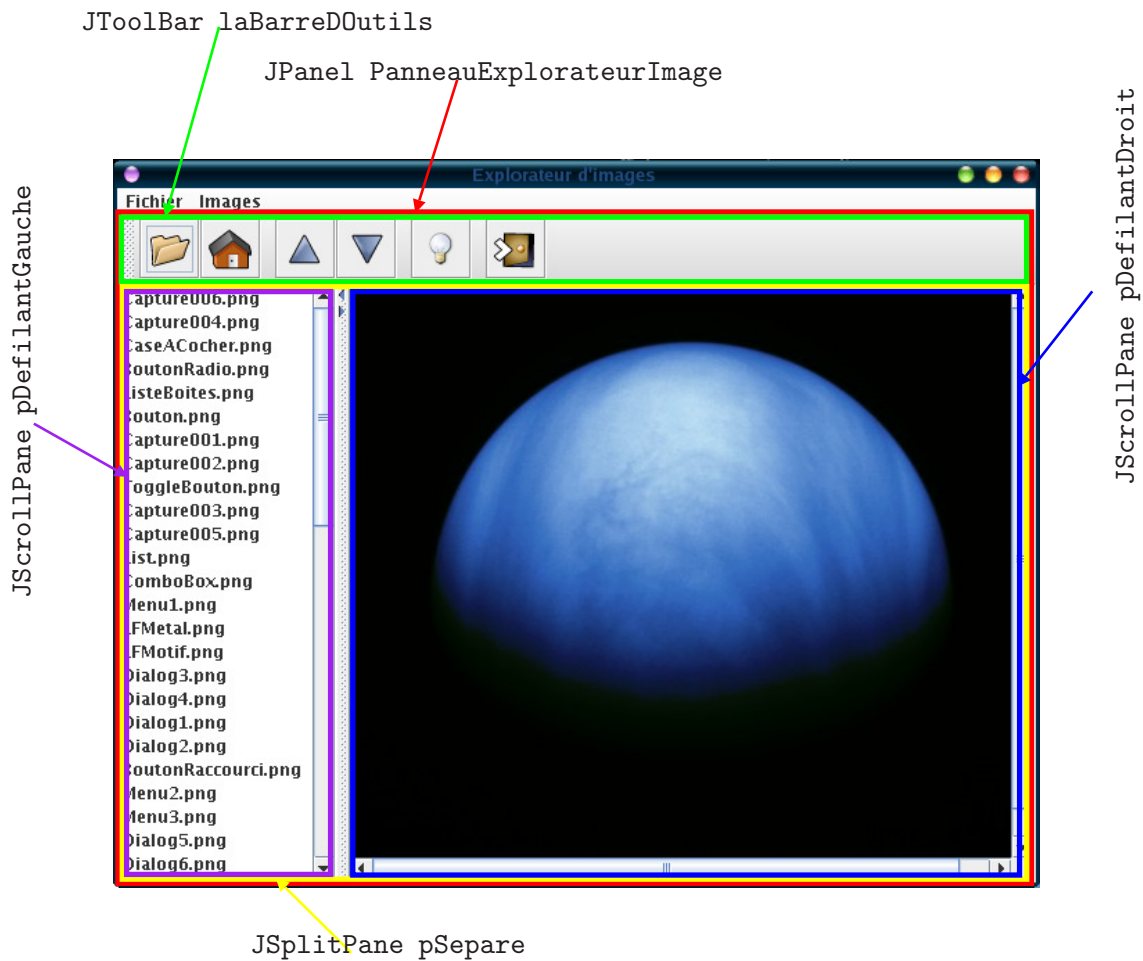 JToolBar laBarreDOutils
JPanel PanneauExplorateurImage
JScrollPane pDefilantGauche
JScrollPane pDefilantDroit
Explorateur d'images
Fichier Images
Capture006.png
Capture004.png
CaseACocher.png
BoutonRadio.png
ListeBoites.png
Bouton.png
Capture001.png
Capture002.png
ToggleBouton.png
Capture003.png
Capture005.png
List.png
ComboBox.png
Menu1.png
LFMetal.png
LFMotif.png
Dialog3.png
Dialog4.png
Dialog1.png
Dialog2.png
BoutonRaccourci.png
Menu2.png
Menu3.png
Dialog5.png
Dialog6.png
JSplitPane pSepare